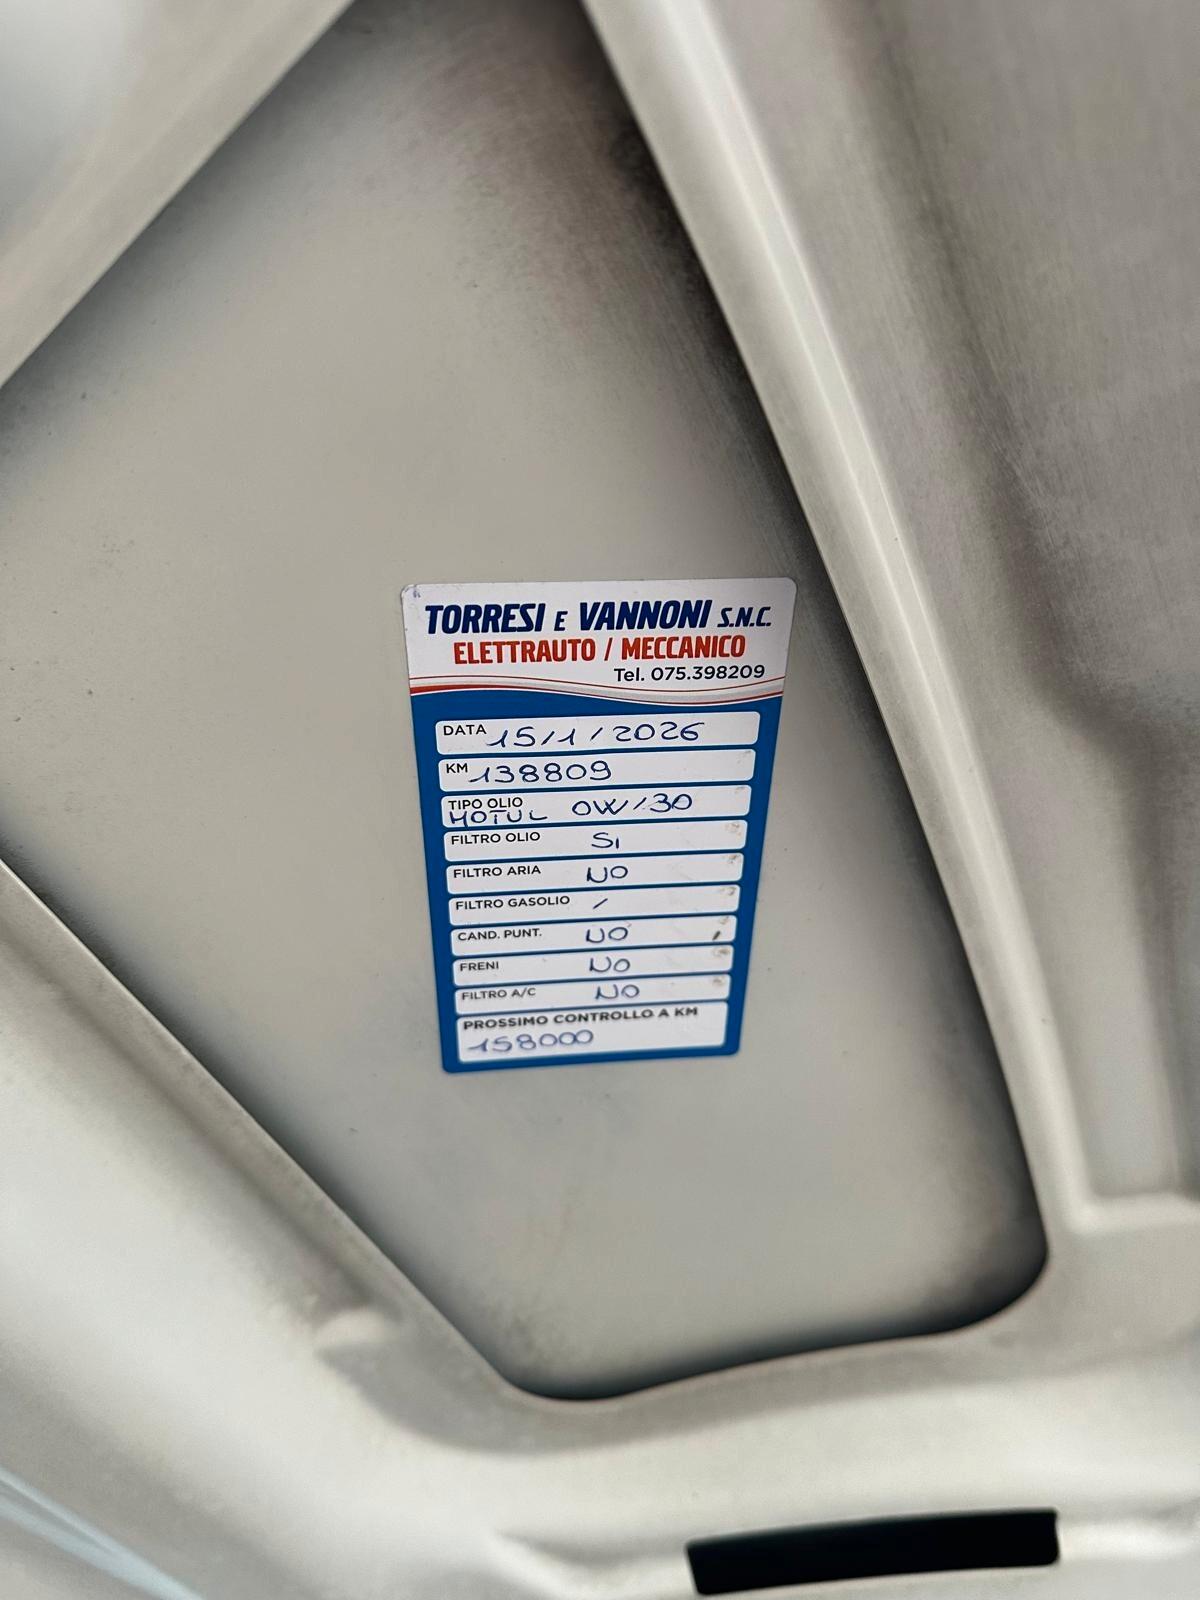 TORRESI E VANNONI S.N.C.
ELETTRAUTO / MECCANICO
Tel. 075.398209
DATA 15/1/2026
KM 138809
TIPO OLIO
MOTUL 0W/30
FILTRO OLIO SI
FILTRO ARIA NO
FILTRO GASOLIO /
CAND. PUNT. NO
FRENI NO
FILTRO A/C NO
PROSSIMO CONTROLLO A KM
158000